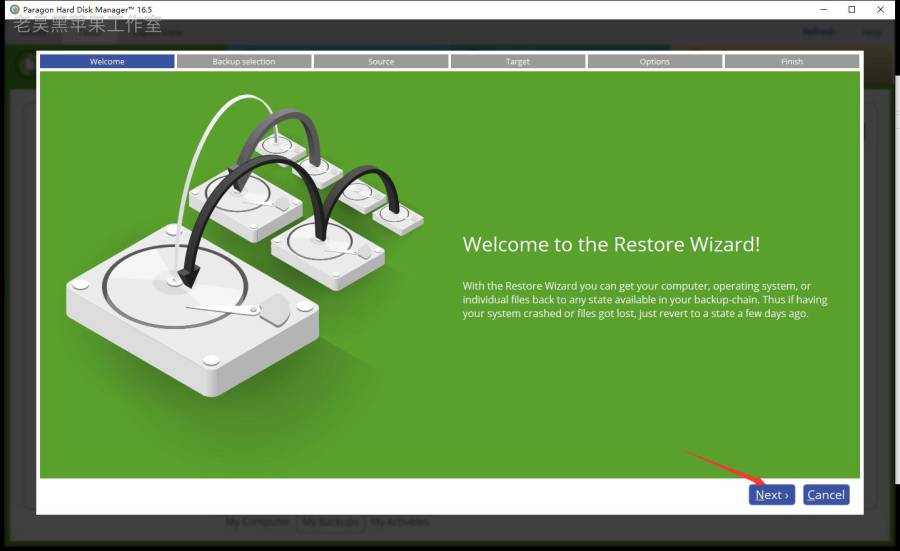 Paragon Hard Disk Manager™ 16.5
老吴黑苹果工作室
Welcome
Backup selection
Source
Target
Options
Finish
Welcome to the Restore Wizard!
With the Restore Wizard you can get your computer, operating system, or
individual files back to any state available in your backup-chain. Thus if having
your system crashed or files got lost, just revert to a state a few days ago.
Next ›
Cancel
My Computer
My Backups
My Activities